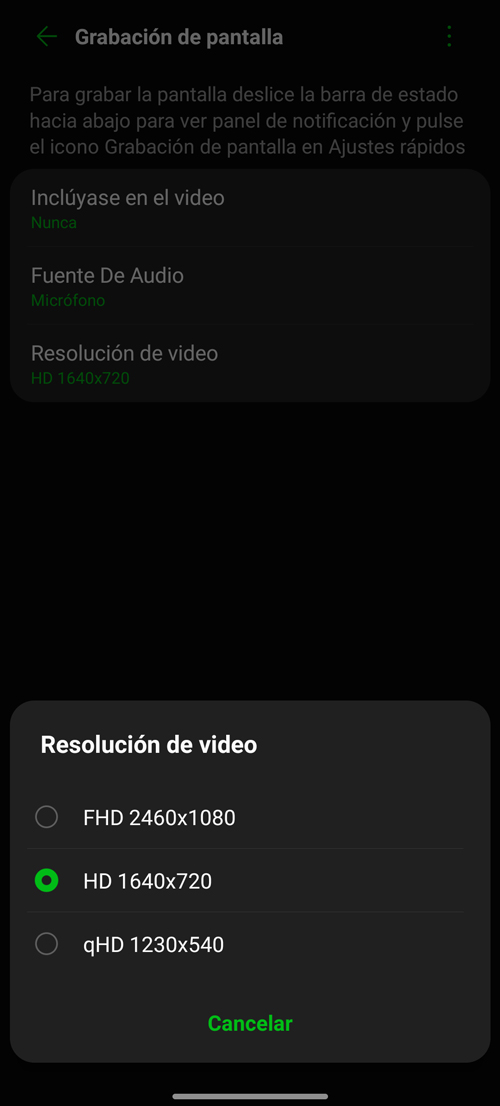 Grabación de pantalla
Para grabar la pantalla deslice la barra de estado
hacia abajo para ver panel de notificación y pulse
el icono Grabación de pantalla en Ajustes rápidos
Inclúyase en el video
Nunca
Fuente De Audio
Micrófono
Resolución de video
HD 1640x720
Resolución de video
FHD 2460x1080
HD 1640x720
qHD 1230x540
Cancelar